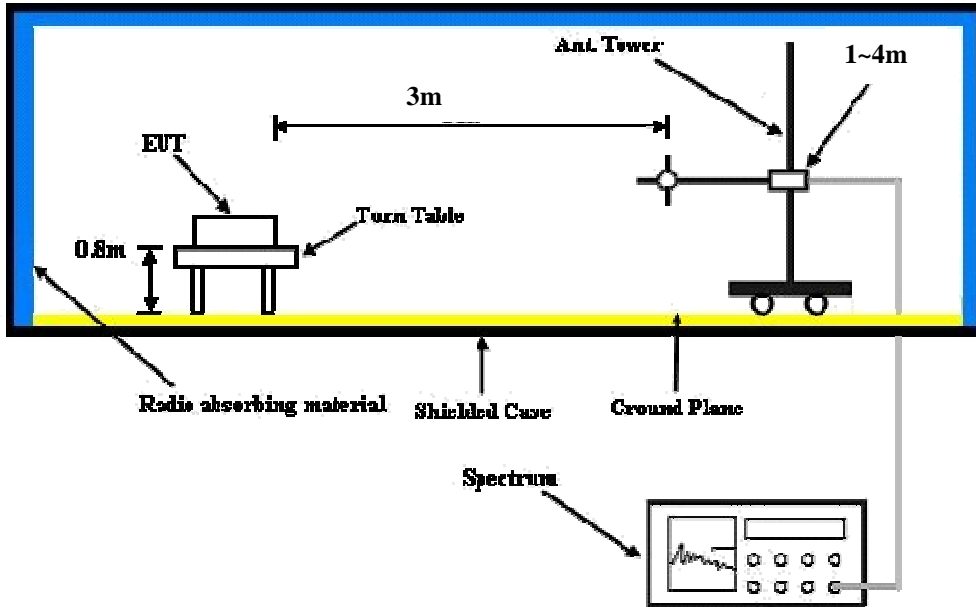 Ant. Tower
1~4m
3m
EUT
Turn Table
0.8m
Radio absorbing material
Shielded Case
Ground Plane
Spectrum